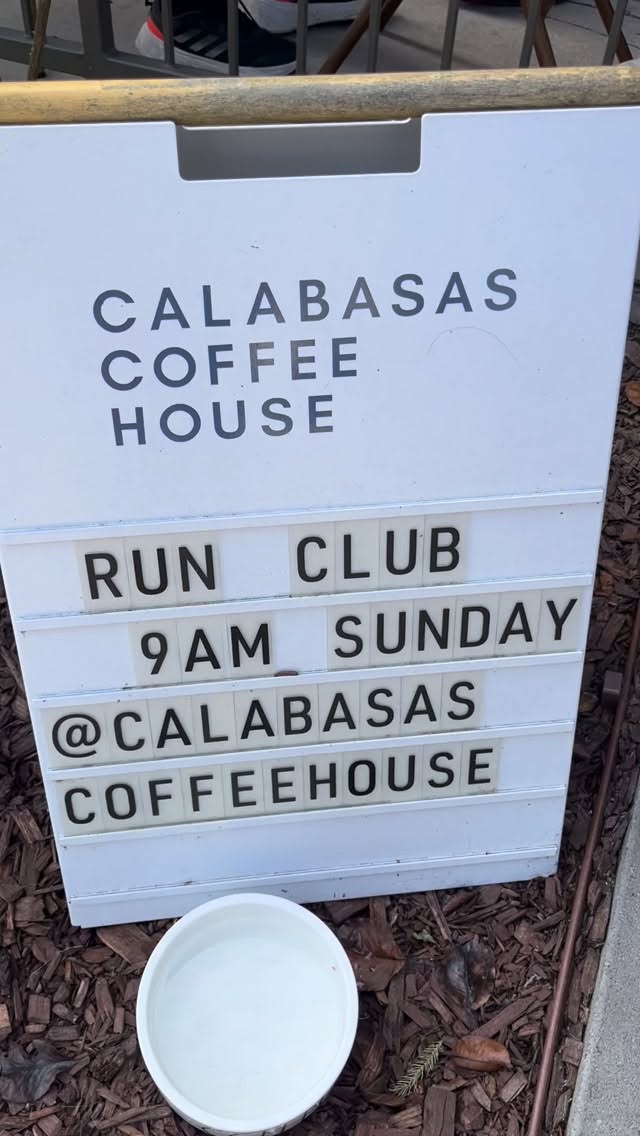 CALABASAS
COFFEE
HOUSE
RUN CLUB
9AM SUNDAY
@CALABASAS
COFFEEHOUSE